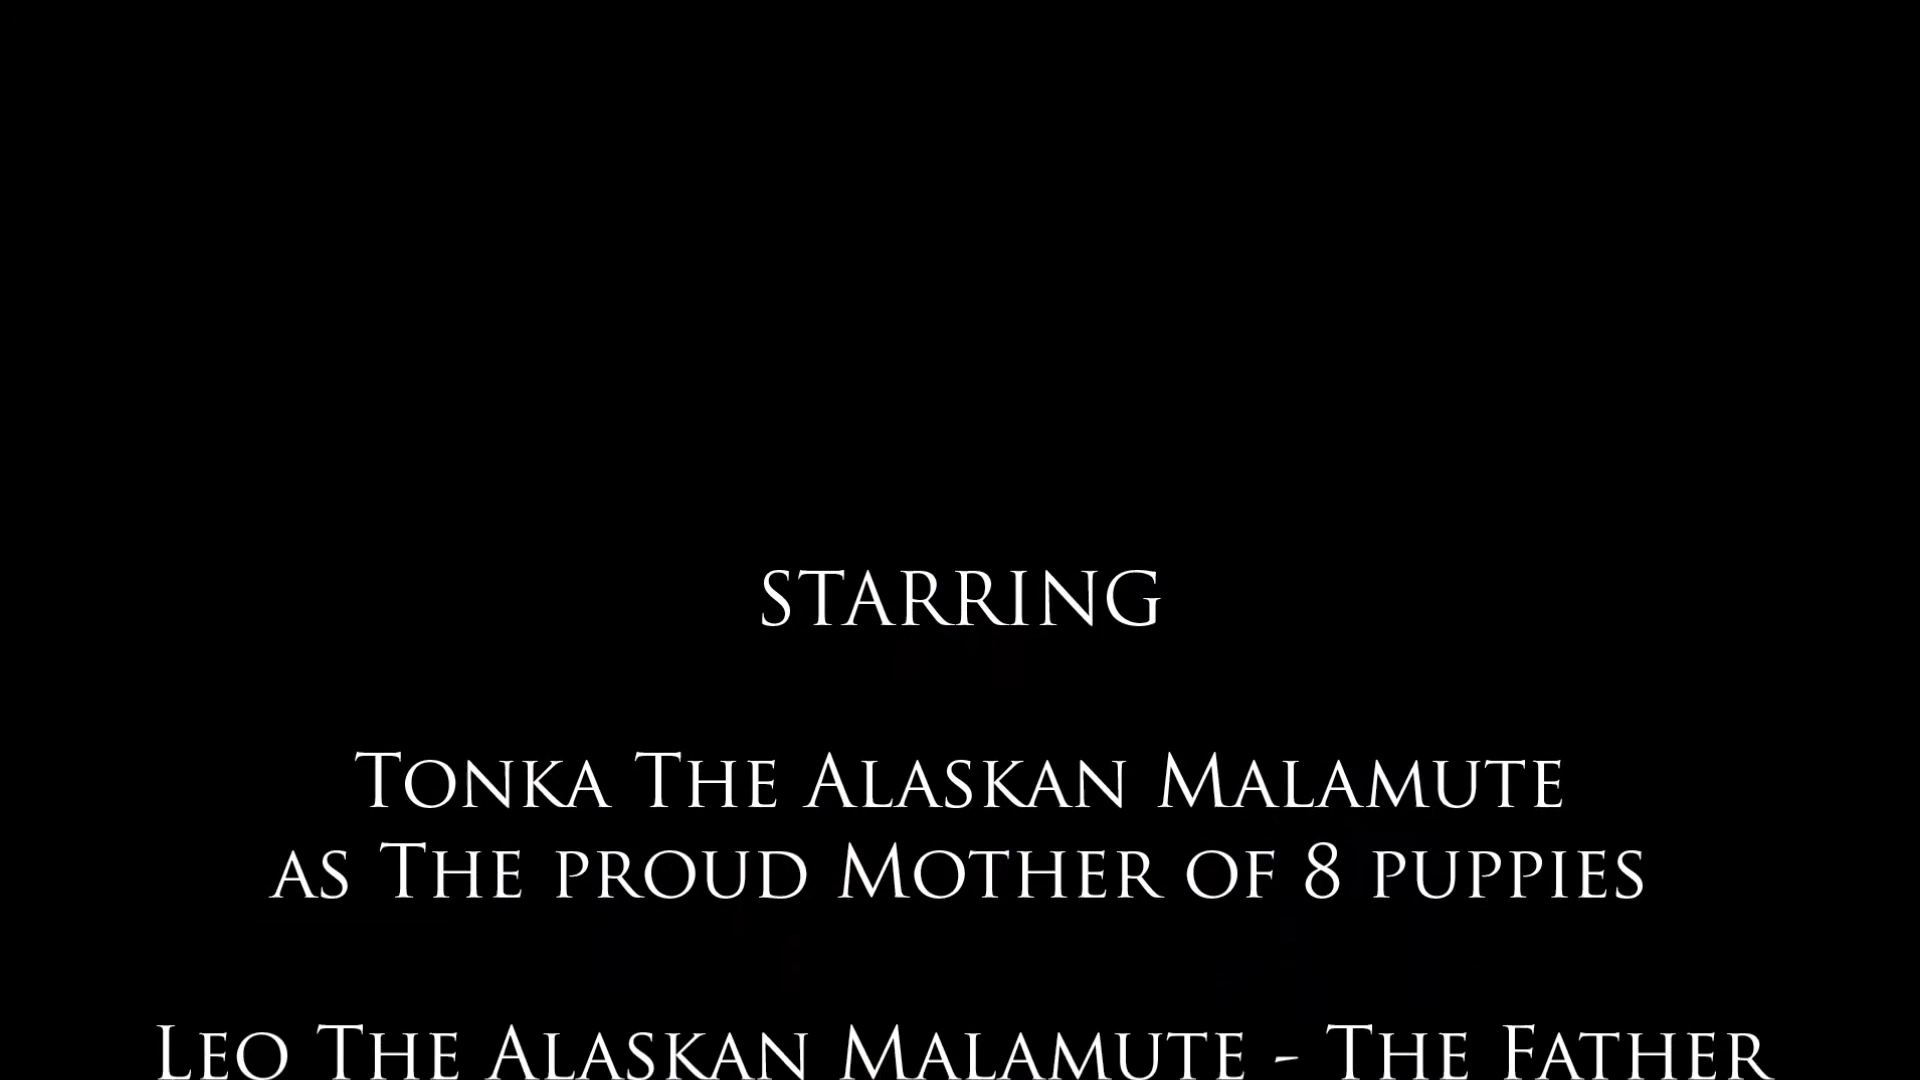 STARRING
Tonka The Alaskan Malamute
as The proud Mother of 8 puppies
Leo The Alaskan Malamute - The Father